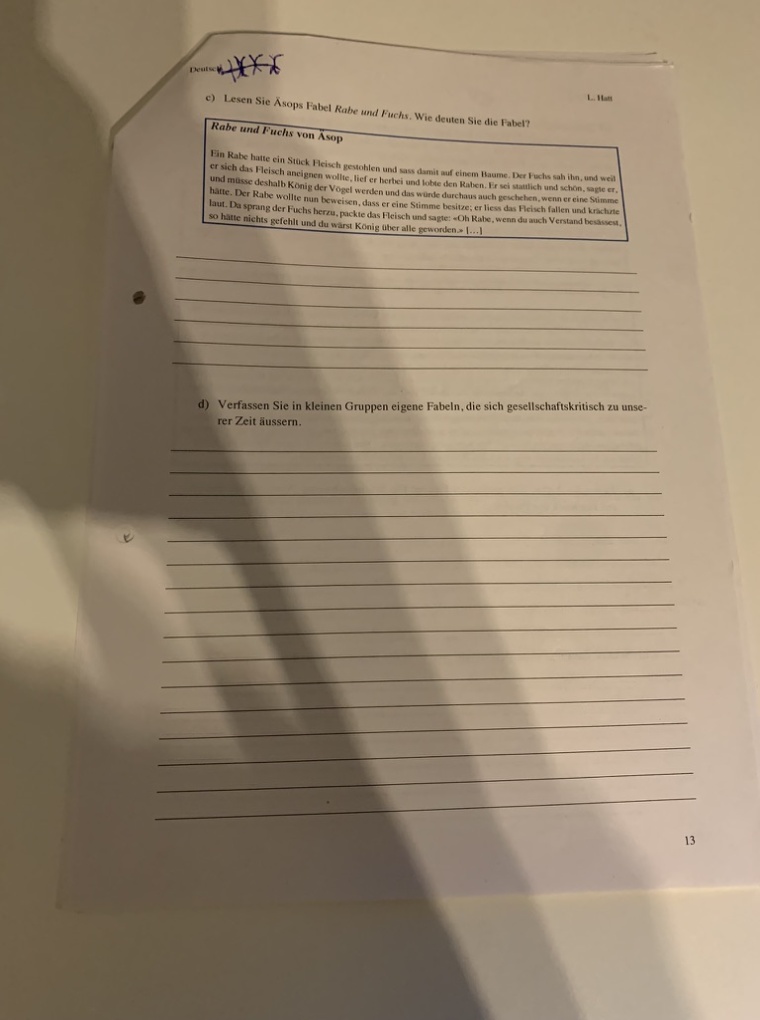 Deutsch
L. Hatt
c) Lesen Sie Äsops Fabel Rabe und Fuchs. Wie deuten Sie die Fabel?
Rabe und Fuchs von Äsop
Ein Rabe hatte ein Stück Fleisch gestohlen und sass damit auf einem Baume. Der Fuchs sah ihn, und weil
er sich das Fleisch aneignen wollte, lief er herbei und lobte den Raben. Er sei stattlich und schön, sagte er,
und müsse deshalb König der Vögel werden und das würde durchaus auch geschehen, wenn er eine Stimme
hätte. Der Rabe wollte nun beweisen, dass er eine Stimme besitze; er liess das Fleisch fallen und krächzte
laut. Da sprang der Fuchs herzu, packte das Fleisch und sagte: «Oh Rabe, wenn du auch Verstand besässest,
so hätte nichts gefehlt und du wärst König über alle geworden.» [...]
d) Verfassen Sie in kleinen Gruppen eigene Fabeln, die sich gesellschaftskritisch zu unse-
rer Zeit äussern.
13